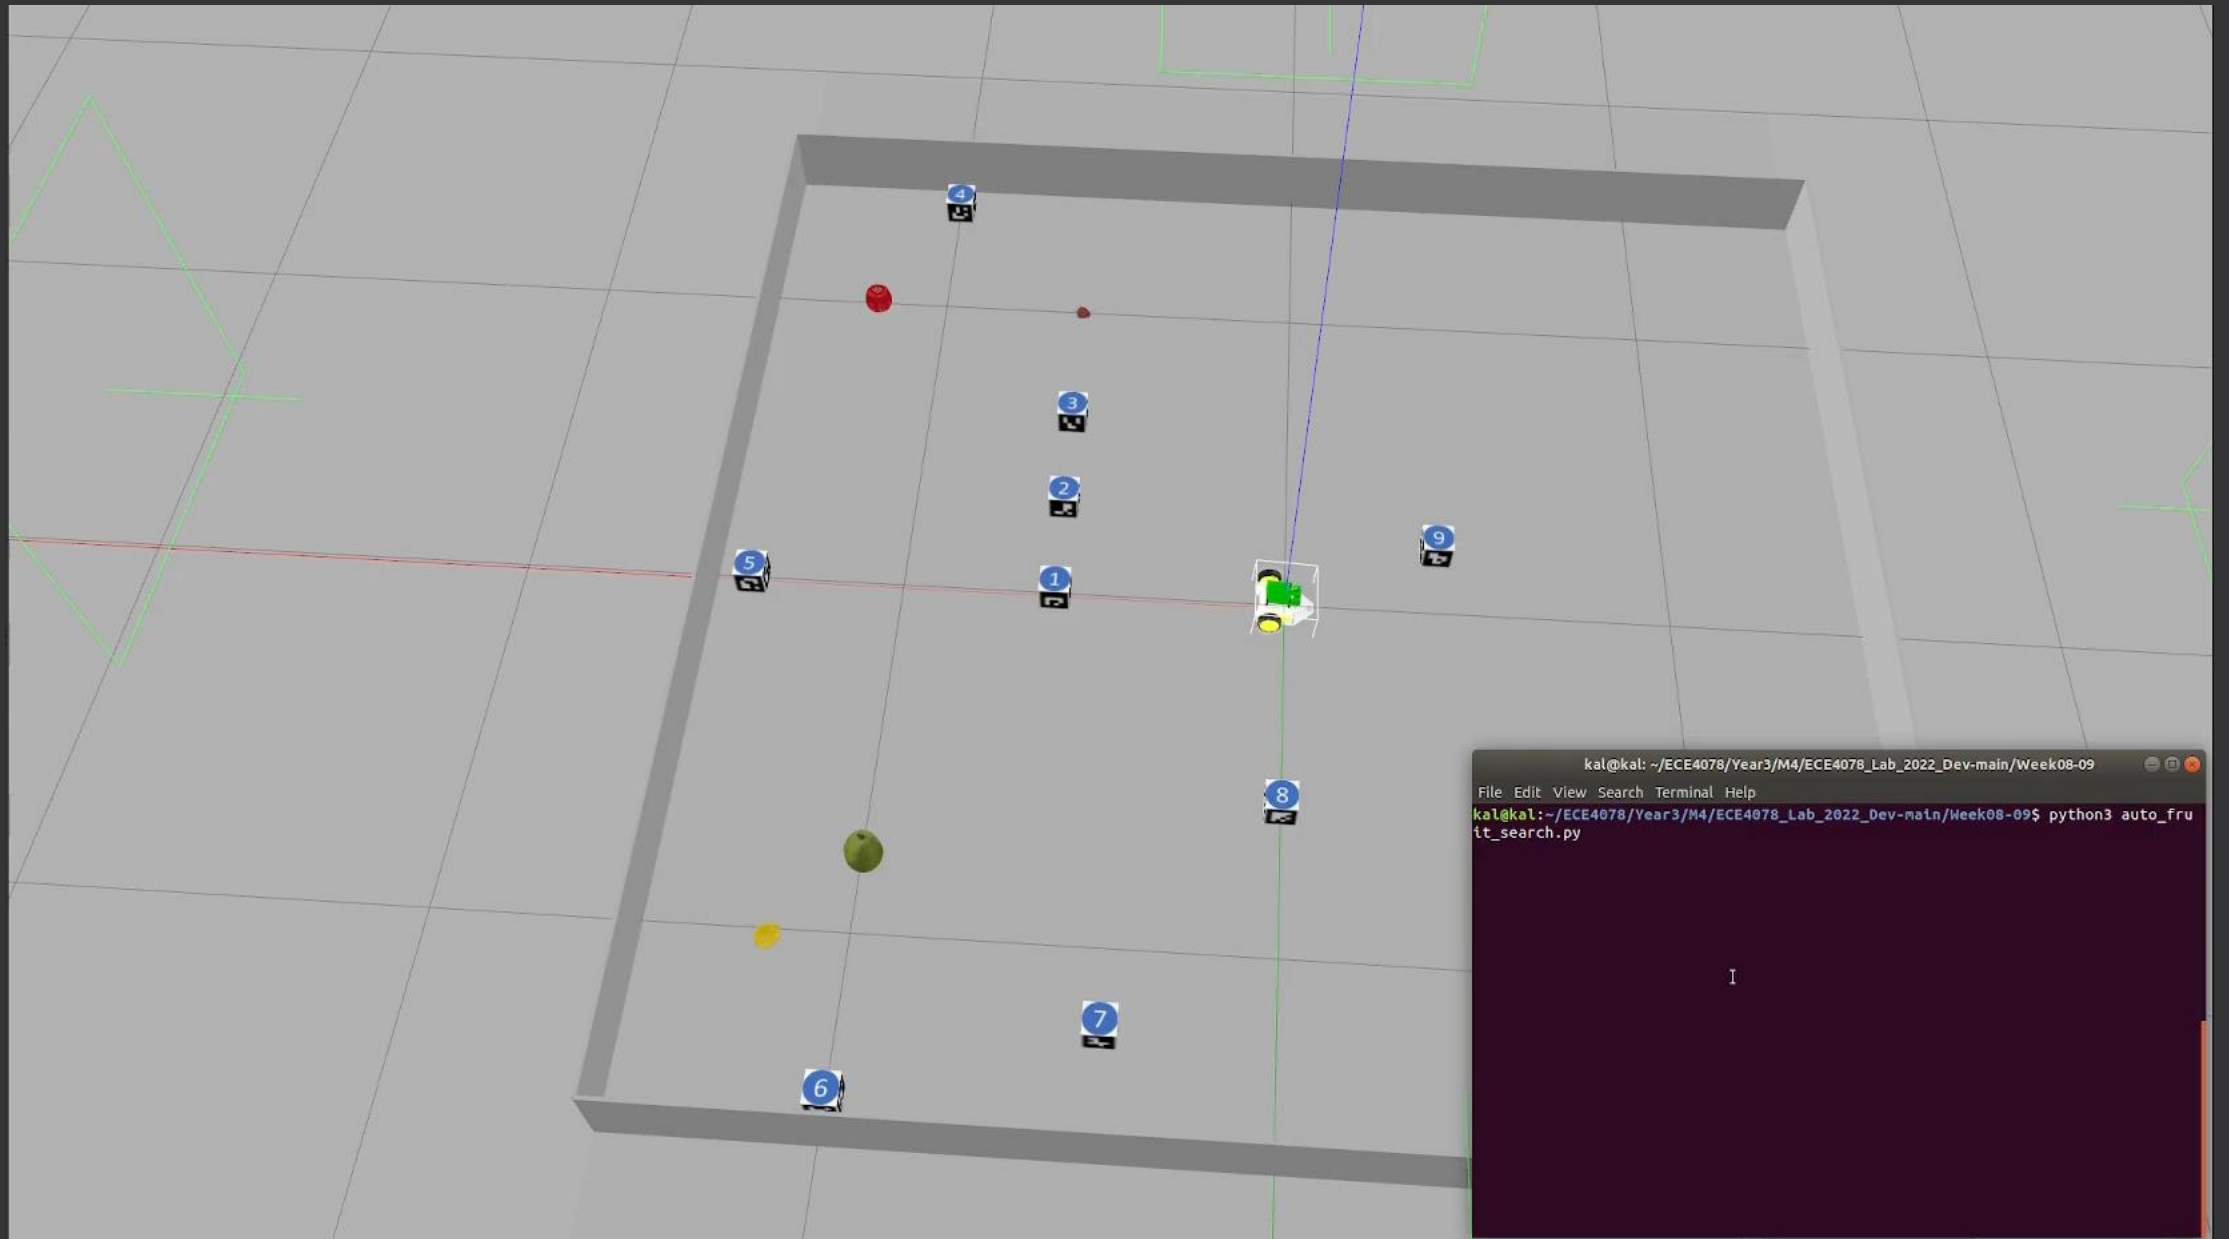 4
3
2
9
5
1
8
7
6
kal@kal: ~/ECE4078/Year3/M4/ECE4078_Lab_2022_Dev-main/Week08-09
File Edit View Search Terminal Help
kal@kal:~/ECE4078/Year3/M4/ECE4078_Lab_2022_Dev-main/Week08-09$ python3 auto_fru
it_search.py